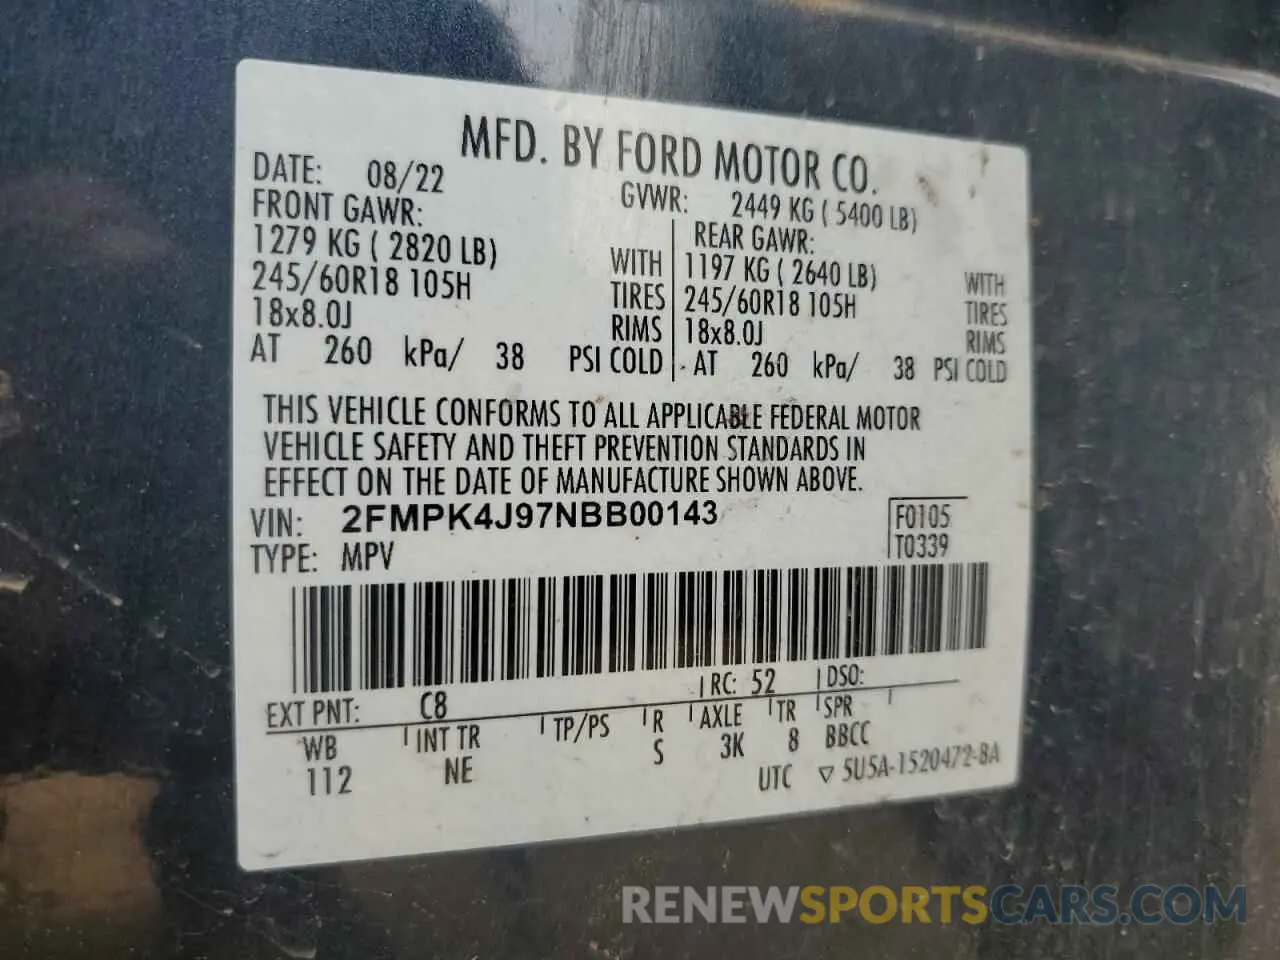 MFD. BY FORD MOTOR CO.
DATE: 08/22 GVWR: 2449 KG ( 5400 LB)
FRONT GAWR: REAR GAWR:
1279 KG ( 2820 LB) WITH 1197 KG ( 2640 LB) WITH
245/60R18 105H TIRES 245/60R18 105H TIRES
18x8.0J RIMS 18x8.0J RIMS
AT 260 kPa/ 38 PSI COLD AT 260 kPa/ 38 PSI COLD
THIS VEHICLE CONFORMS TO ALL APPLICABLE FEDERAL MOTOR
VEHICLE SAFETY AND THEFT PREVENTION STANDARDS IN
EFFECT ON THE DATE OF MANUFACTURE SHOWN ABOVE.
VIN: 2FMPK4J97NBB00143 F0105
TYPE: MPV T0339
EXT PNT: C8 RC: 52 DSO:
WB INT TR TP/PS R AXLE TR SPR
112 NE S 3K 8 BBCC
UTC ▽ 5U5A-1520472-BA
RENEWSPORTSCARS.COM